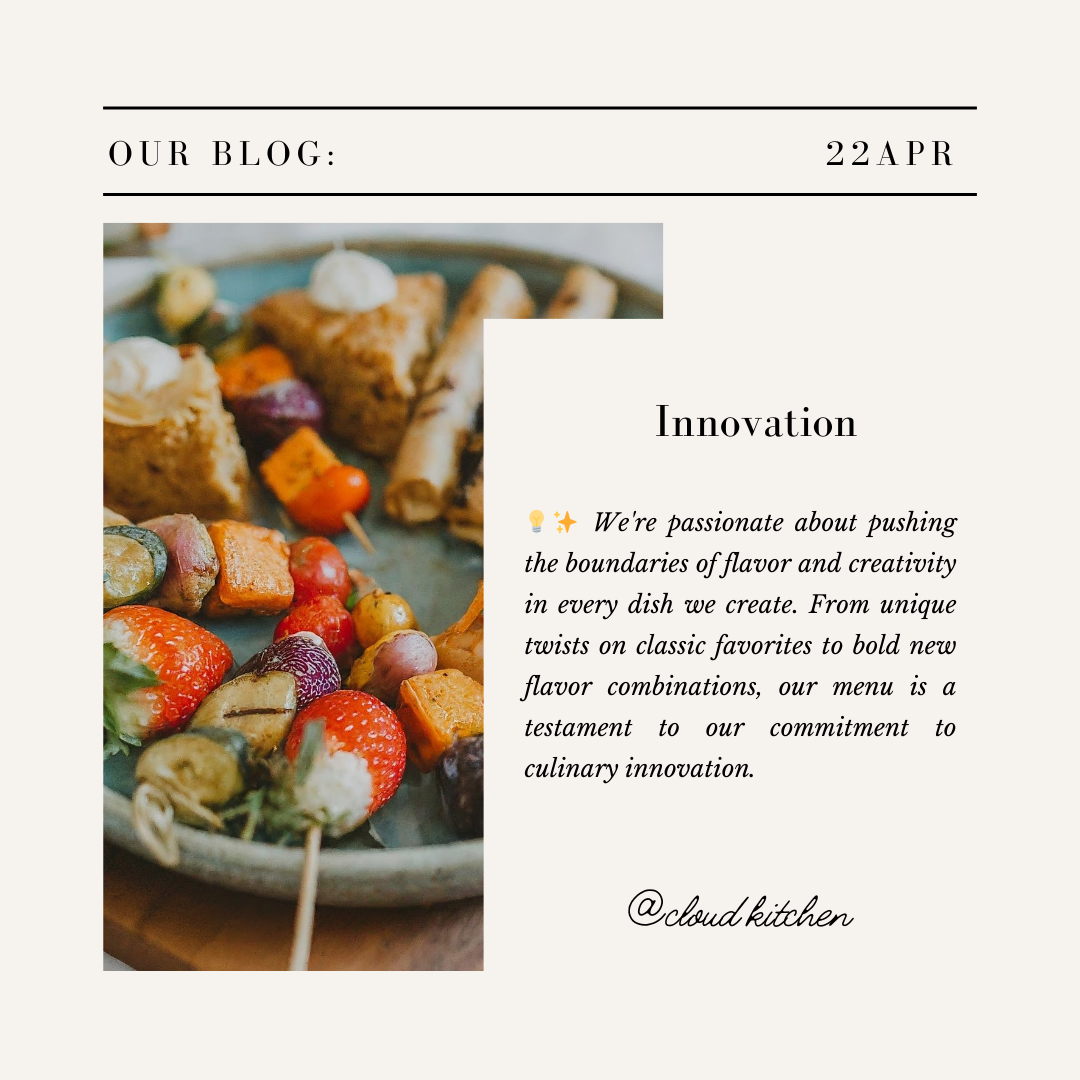 OUR BLOG:
22APR
Innovation
💡✨ We're passionate about pushing
the boundaries of flavor and creativity
in every dish we create. From unique
twists on classic favorites to bold new
flavor combinations, our menu is a
testament to our commitment to
culinary innovation.
@cloud kitchen